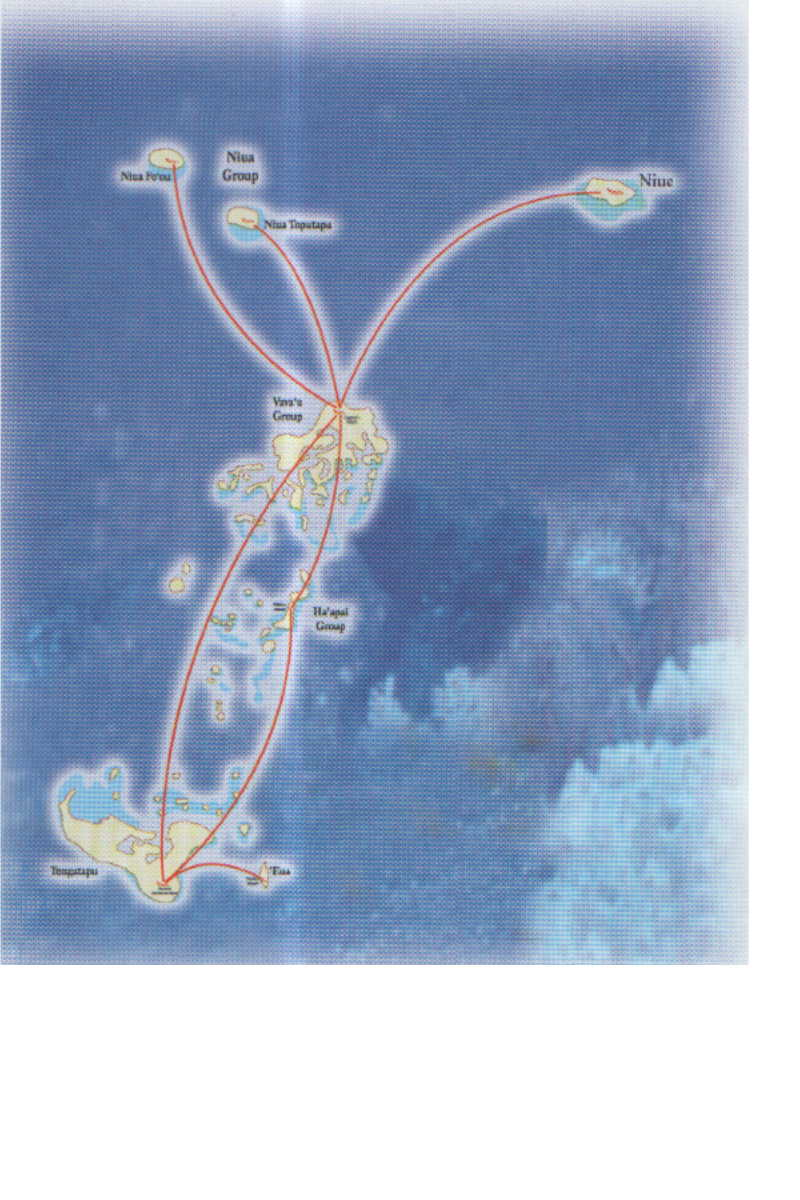 Niua
Group
Niua Fo'ou
Niue
Niua Toputapu
Vava'u
Group
Ha'apai
Group
Tongatapu
'Eua